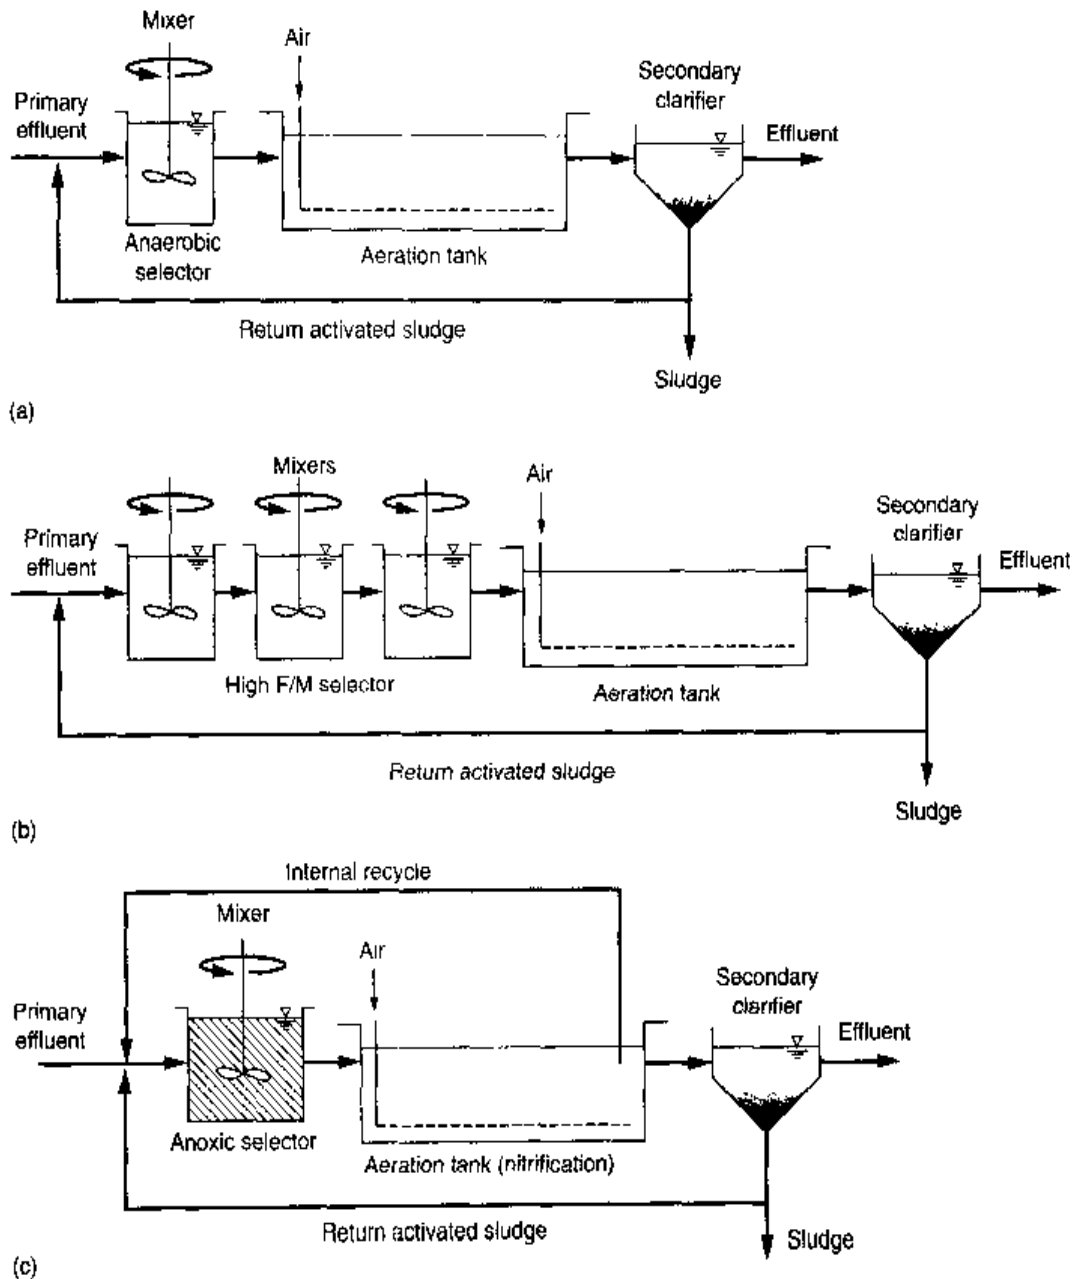 Mixer
Air
Secondary
clarifier
Primary
effluent
Effluent
Anaerobic
selector
Aeration tank
Return activated sludge
Sludge
(a)
Mixers
Air
Secondary
clarifier
Primary
effluent
Effluent
High F/M selector
Aeration tank
Return activated sludge
Sludge
(b)
Internal recycle
Mixer
Air
Secondary
clarifier
Primary
effluent
Effluent
Anoxic selector
Aeration tank (nitrification)
Return activated sludge
Sludge
(c)